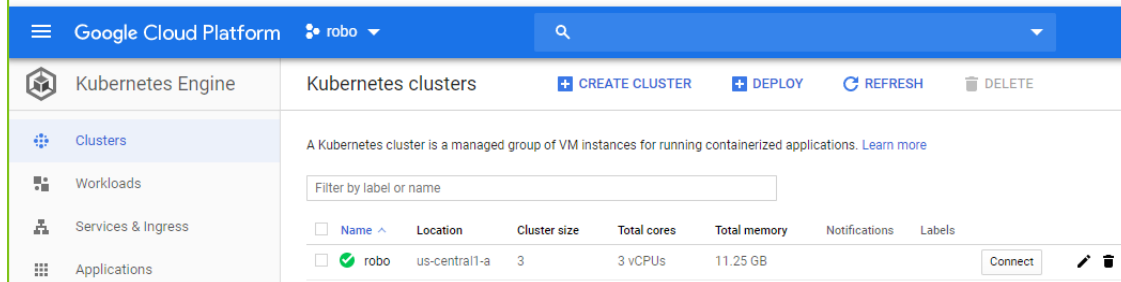 Google Cloud Platform robo
Kubernetes Engine
Kubernetes clusters CREATE CLUSTER DEPLOY REFRESH DELETE
Clusters
Workloads
Services & Ingress
Applications
A Kubernetes cluster is a managed group of VM instances for running containerized applications. Learn more
Filter by label or name
Name Location Cluster size Total cores Total memory Notifications Labels
robo us-central1-a 3 3 vCPUs 11.25 GB Connect